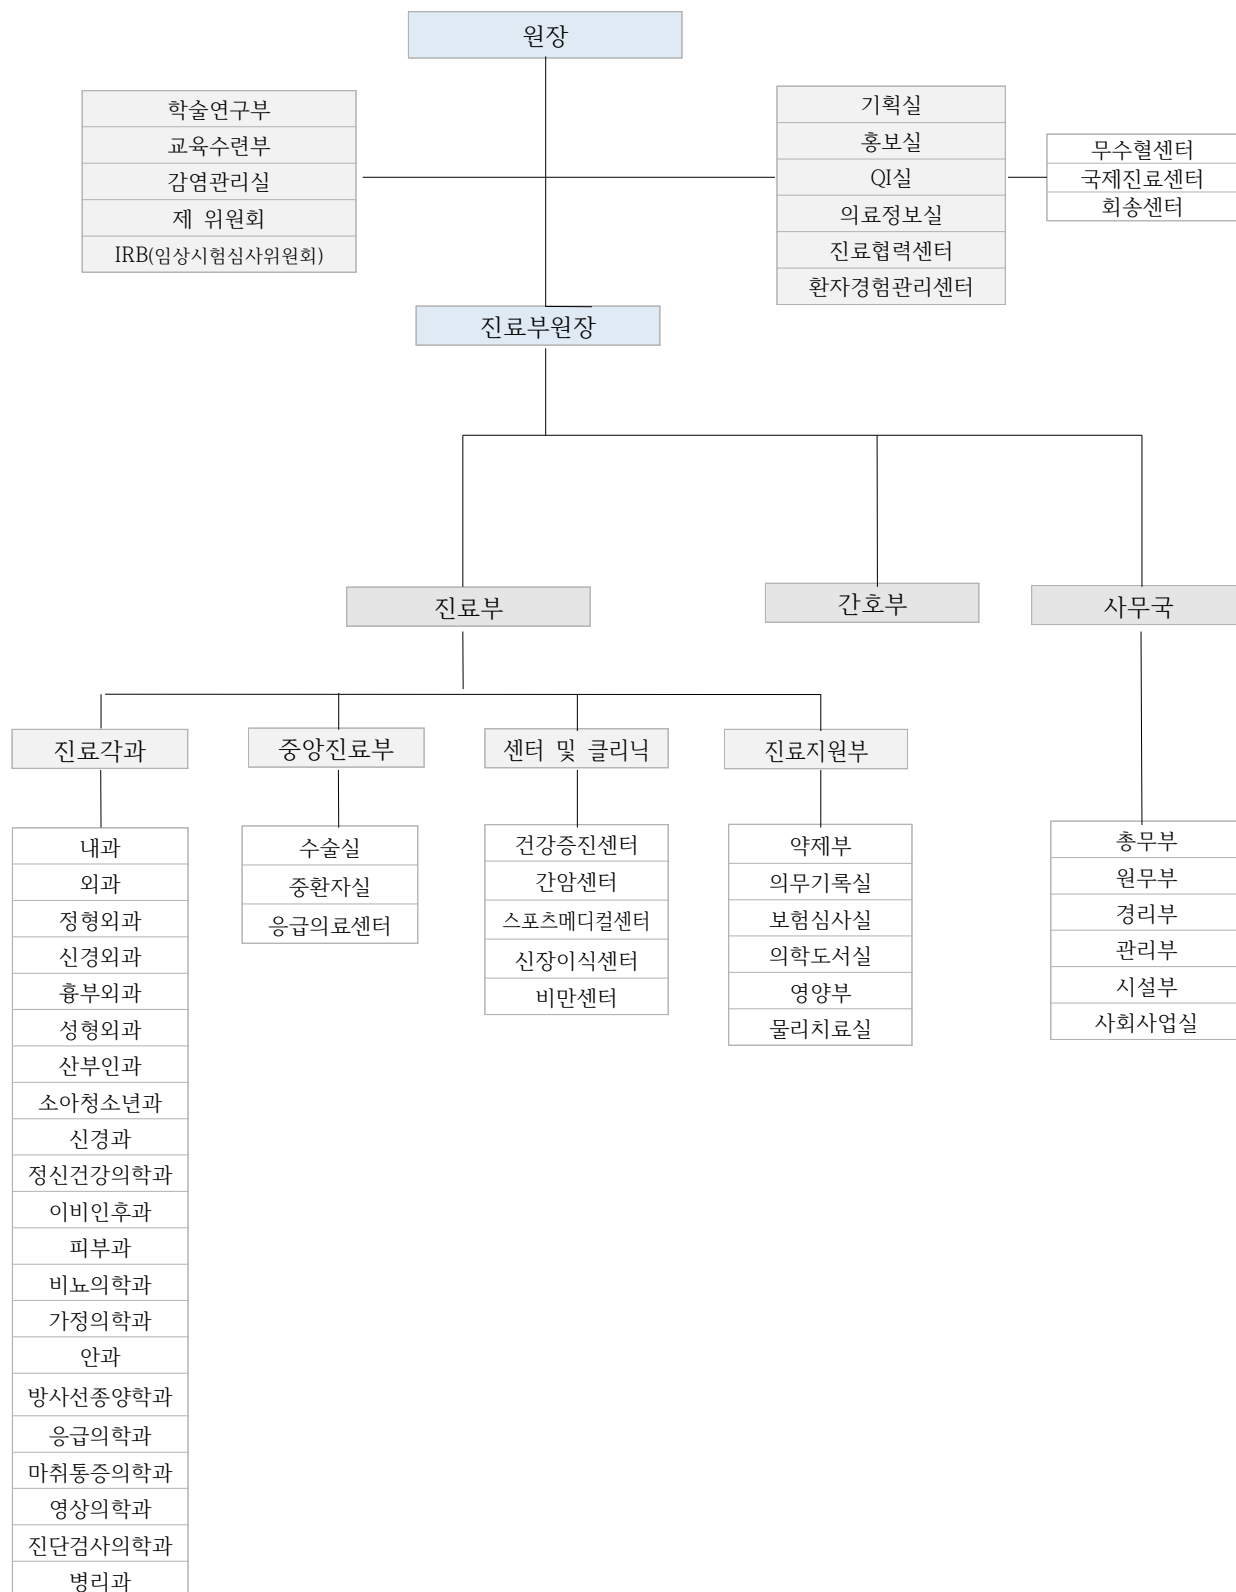 원장
학술연구부
교육수련부
감염관리실
제 위원회
IRB(임상시험심사위원회)
기획실
홍보실
QI실
의료정보실
진료협력센터
환자경험관리센터
무수혈센터
국제진료센터
회송센터
진료부원장
진료부
간호부
사무국
진료각과
중앙진료부
센터 및 클리닉
진료지원부
내과
외과
정형외과
신경외과
흉부외과
성형외과
산부인과
소아청소년과
신경과
정신건강의학과
이비인후과
피부과
비뇨의학과
가정의학과
안과
방사선종양학과
응급의학과
마취통증의학과
영상의학과
진단검사의학과
병리과
수술실
중환자실
응급의료센터
건강증진센터
간암센터
스포츠메디컬센터
신장이식센터
비만센터
약제부
의무기록실
보험심사실
의학도서실
영양부
물리치료실
총무부
원무부
경리부
관리부
시설부
사회사업실